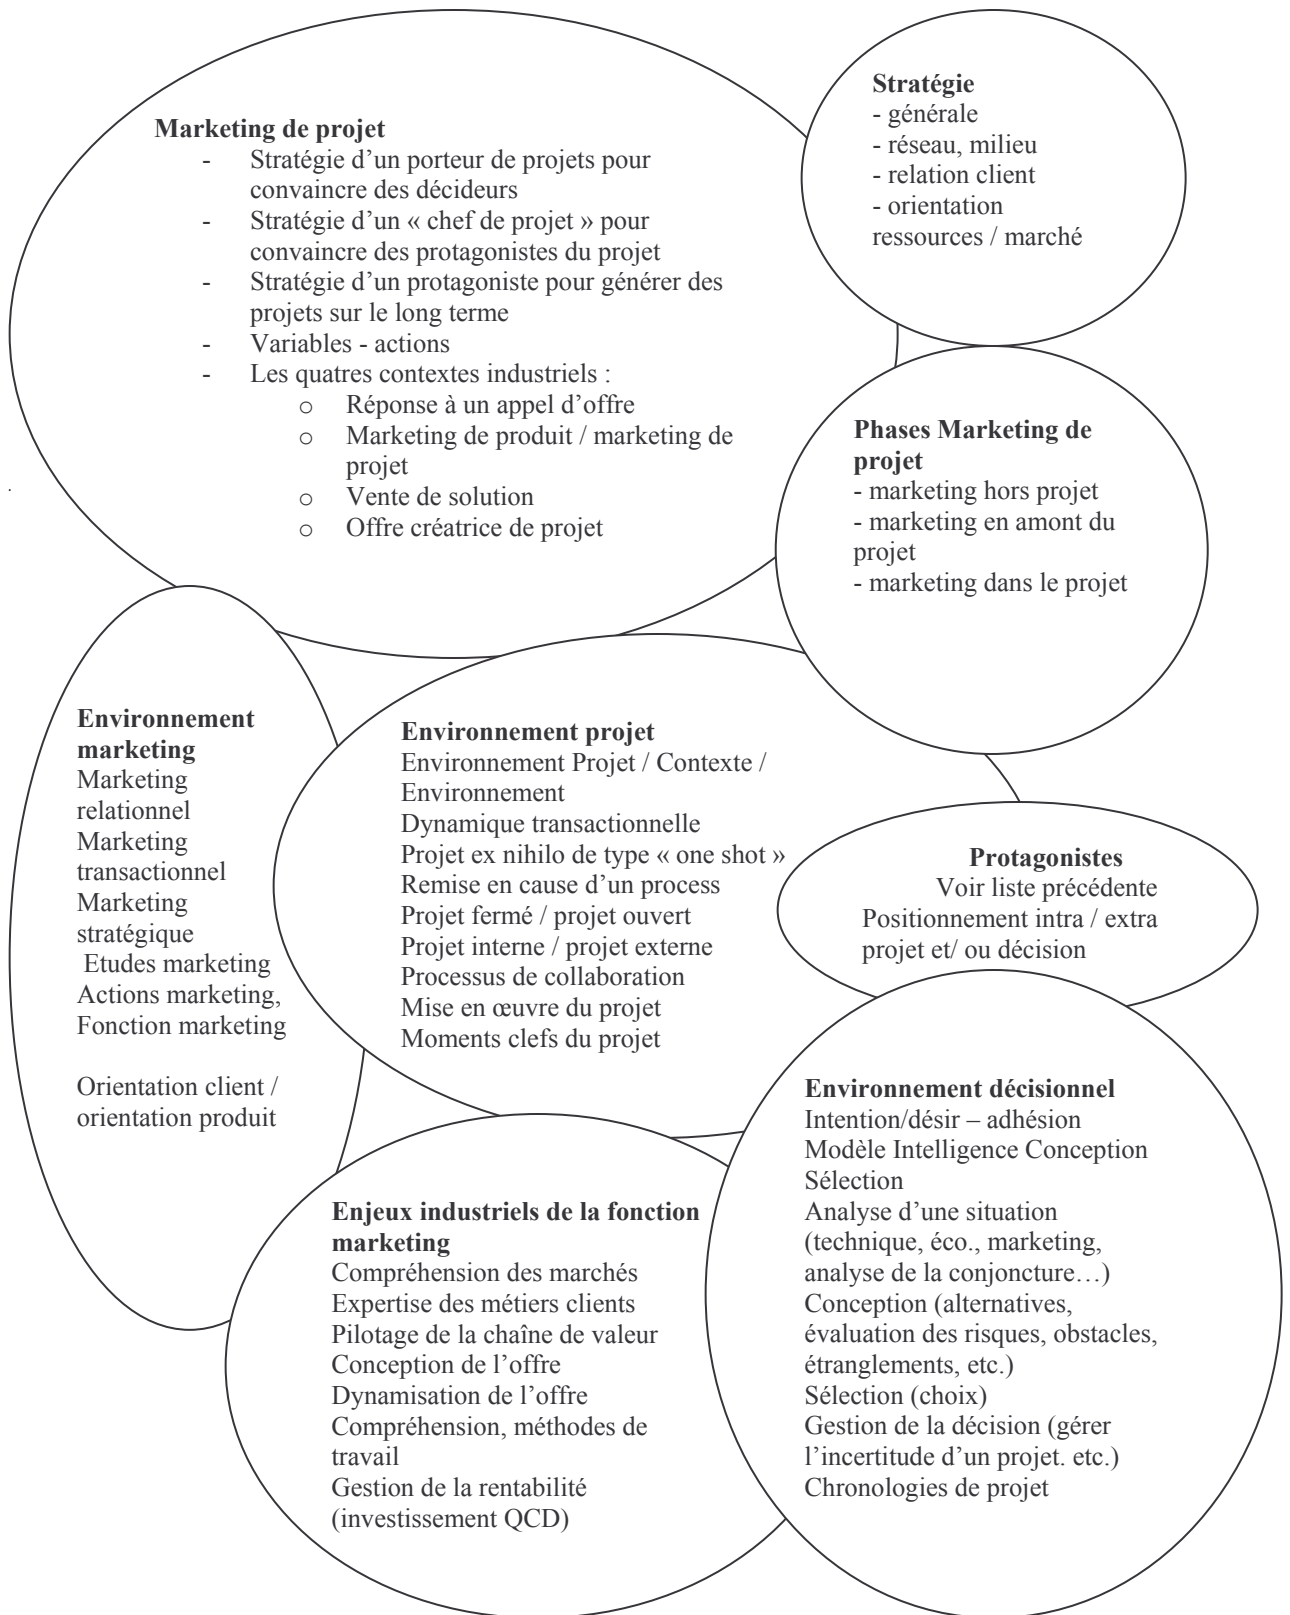 Marketing de projet
- Stratégie d'un porteur de projets pour
convaincre des décideurs
- Stratégie d'un « chef de projet » pour
convaincre des protagonistes du projet
- Stratégie d'un protagoniste pour générer des
projets sur le long terme
- Variables - actions
- Les quatres contextes industriels :
o Réponse à un appel d'offre
o Marketing de produit / marketing de
projet
o Vente de solution
o Offre créatrice de projet
Stratégie
- générale
- réseau, milieu
- relation client
- orientation
ressources / marché
Phases Marketing de
projet
- marketing hors projet
- marketing en amont du
projet
- marketing dans le projet
Environnement
marketing
Marketing
relationnel
Marketing
transactionnel
Marketing
stratégique
Etudes marketing
Actions marketing,
Fonction marketing
Orientation client /
orientation produit
Environnement projet
Environnement Projet / Contexte /
Environnement
Dynamique transactionnelle
Projet ex nihilo de type « one shot »
Remise en cause d'un process
Projet fermé / projet ouvert
Projet interne / projet externe
Processus de collaboration
Mise en œuvre du projet
Moments clefs du projet
Protagonistes
Voir liste précédente
Positionnement intra / extra
projet et/ ou décision
Enjeux industriels de la fonction
marketing
Compréhension des marchés
Expertise des métiers clients
Pilotage de la chaîne de valeur
Conception de l'offre
Dynamisation de l'offre
Compréhension, méthodes de
travail
Gestion de la rentabilité
(investissement QCD)
Environnement décisionnel
Intention/désir – adhésion
Modèle Intelligence Conception
Sélection
Analyse d'une situation
(technique, éco., marketing,
analyse de la conjoncture…)
Conception (alternatives,
évaluation des risques, obstacles,
étranglements, etc.)
Sélection (choix)
Gestion de la décision (gérer
l'incertitude d'un projet. etc.)
Chronologies de projet